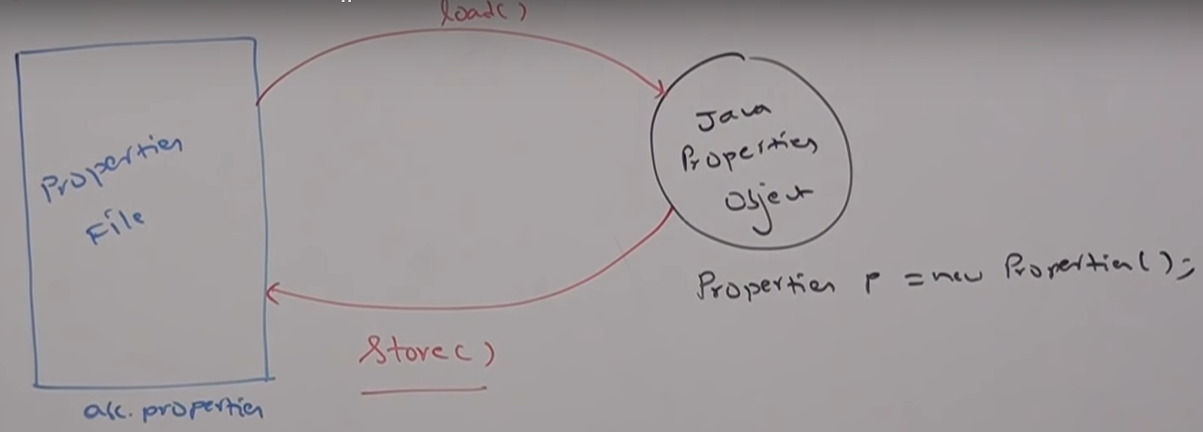 load()
Properties
File
Java
Properties
Object
Properties P = new Properties();
Store()
abc.properties